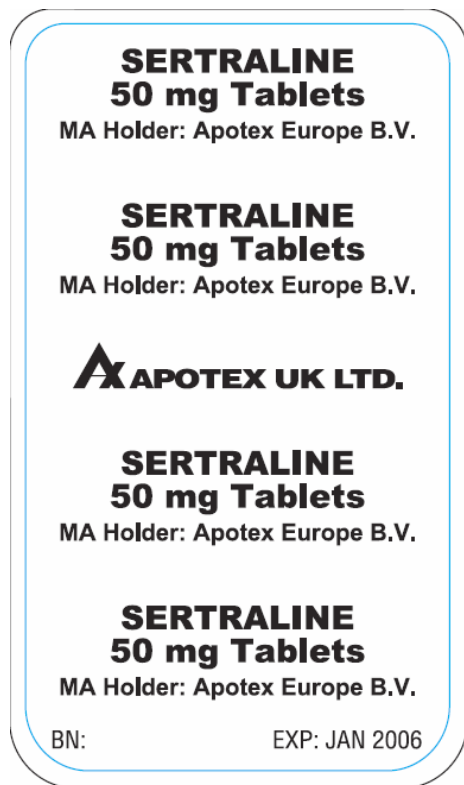 SERTRALINE
50 mg Tablets
MA Holder: Apotex Europe B.V.
SERTRALINE
50 mg Tablets
MA Holder: Apotex Europe B.V.
APOTEX UK LTD.
SERTRALINE
50 mg Tablets
MA Holder: Apotex Europe B.V.
SERTRALINE
50 mg Tablets
MA Holder: Apotex Europe B.V.
BN: EXP: JAN 2006